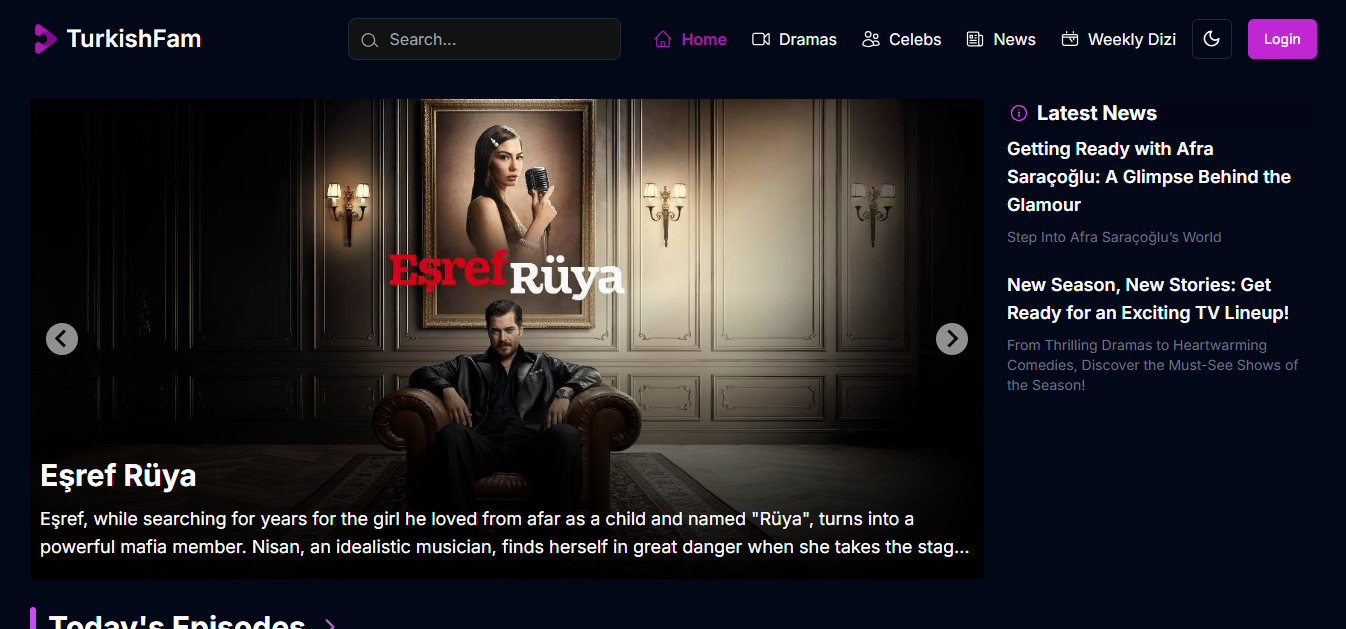 TurkishFam
Search...
Home
Dramas
Celebs
News
Weekly Dizi
Login
Eşref Rüya
Eşref Rüya
Eşref, while searching for years for the girl he loved from afar as a child and named "Rüya", turns into a
powerful mafia member. Nisan, an idealistic musician, finds herself in great danger when she takes the stag...
Latest News
Getting Ready with Afra
Saraçoğlu: A Glimpse Behind the
Glamour
Step Into Afra Saraçoğlu’s World
New Season, New Stories: Get
Ready for an Exciting TV Lineup!
From Thrilling Dramas to Heartwarming
Comedies, Discover the Must-See Shows of
the Season!
Today's Episodes